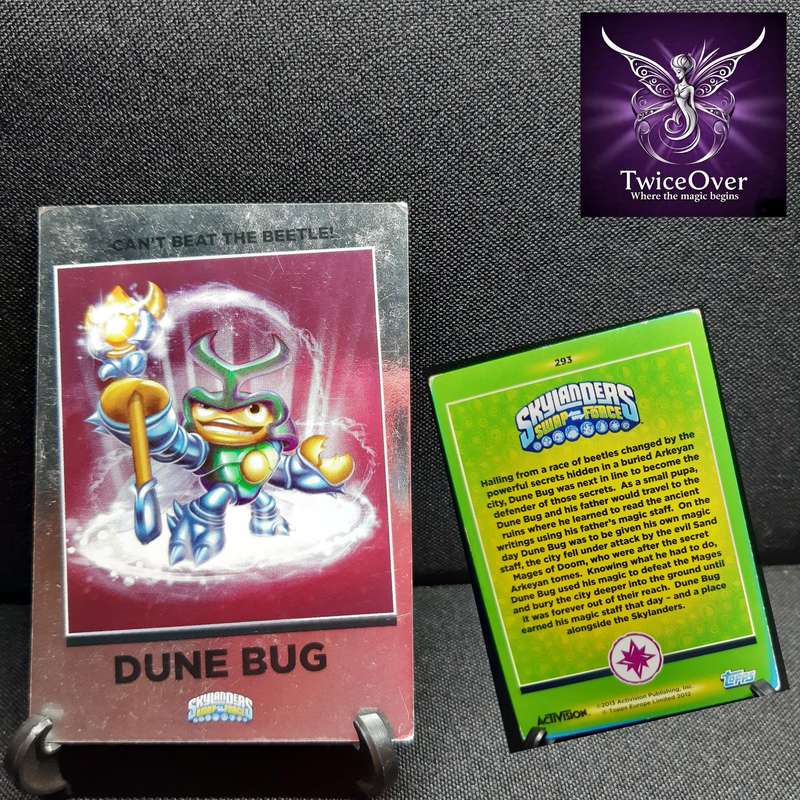 TwiceOver
Where the magic begins
CAN'T BEAT THE BEETLE!
DUNE BUG
SKYLANDERS
SWAP FORCE
293
SKYLANDERS
SWAP FORCE
Hailing from a race of beetles changed by the
powerful secrets hidden in a buried Arkeyan
city, Dune Bug was next in line to become the
defender of those secrets. As a small pupa,
Dune Bug and his father would travel to the
ruins where he learned to read the ancient
writings using his father's magic staff. On the
day Dune Bug was to be given his own magic
staff, the city fell under attack by the evil Sand
Mages of Doom, who were after the secret
Arkeyan tomes. Knowing what he had to do,
Dune Bug used his magic to defeat the Mages
and bury the city deeper into the ground until
it was forever out of their reach. Dune Bug
earned his magic staff that day – and a place
alongside the Skylanders.
ACTIVISION
©2013 Activision Publishing, Inc.
© Topps Europe Limited 2012
Topps